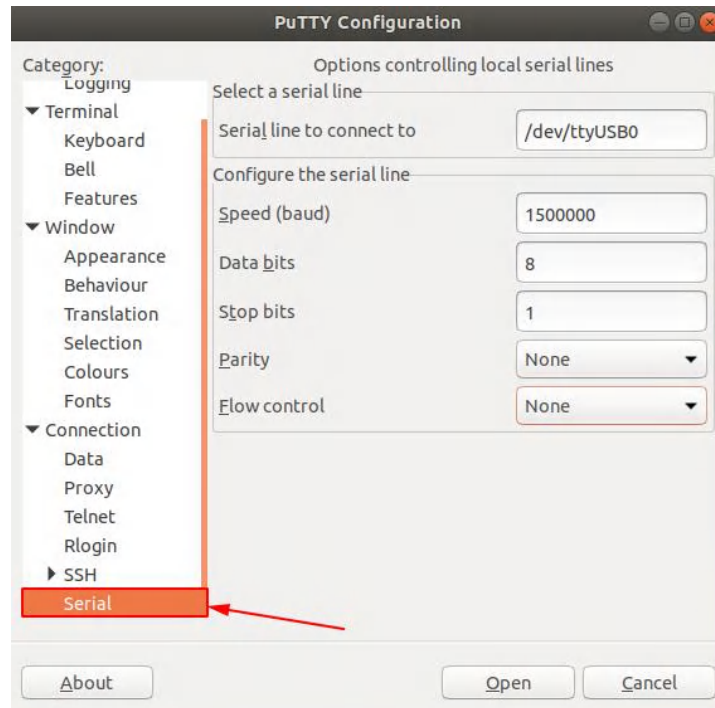 PuTTY Configuration
Category:
Logging
Terminal
Keyboard
Bell
Features
Window
Appearance
Behaviour
Translation
Selection
Colours
Fonts
Connection
Data
Proxy
Telnet
Rlogin
SSH
Serial
Options controlling local serial lines
Select a serial line
Serial line to connect to /dev/ttyUSB0
Configure the serial line
Speed (baud) 1500000
Data bits 8
Stop bits 1
Parity None
Flow control None
About Open Cancel